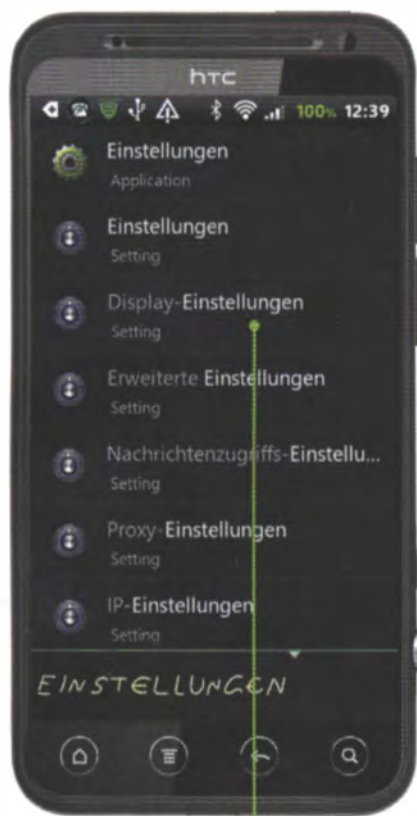 hTC
100% 12:39
Einstellungen
Application
Einstellungen
Setting
Display-Einstellungen
Setting
Erweiterte Einstellungen
Setting
Nachrichtenzugriffs-Einstellu...
Setting
Proxy-Einstellungen
Setting
IP-Einstellungen
Setting
EINSTELLUNGEN